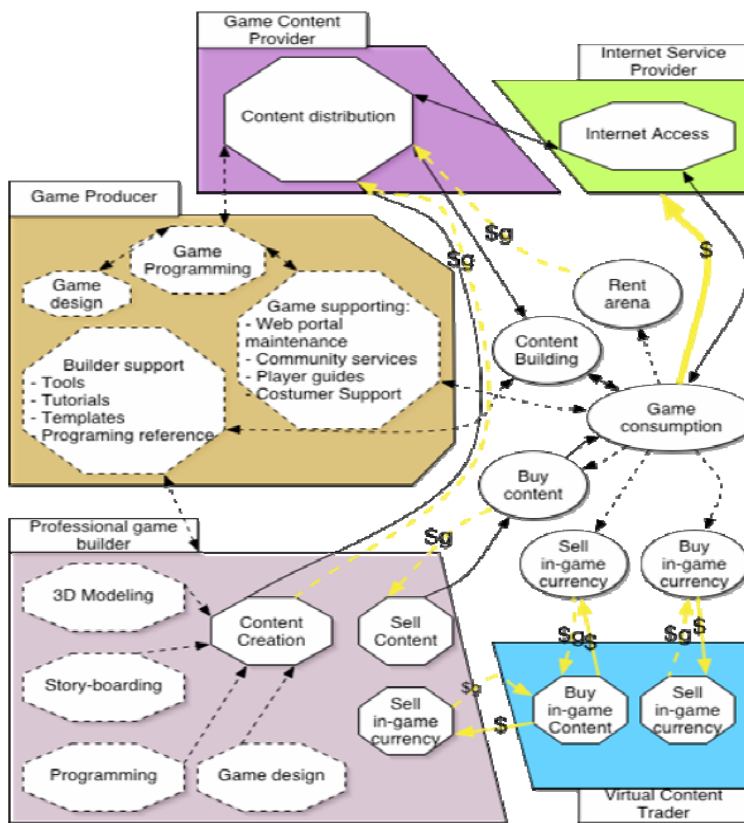 Game Content
Provider
Content distribution
Internet Service
Provider
Internet Access
$
$g
$g
Game Producer
Game
Programming
Game
design
Game supporting:
- Web portal
maintenance
- Community services
- Player guides
- Costumer Support
Builder support
- Tools
- Tutorials
- Templates
- Programing reference
Rent
arena
Content
Building
Game
consumption
Buy
content
$g
Sell
in-game
currency
Buy
in-game
currency
Professional game
builder
3D Modeling
Content
Creation
Sell
Content
Story-boarding
Sell
in-game
currency
Programming
Game design
$g
$
$g
$
$g
$
Buy
in-game
Content
Sell
in-game
currency
Virtual Content
Trader